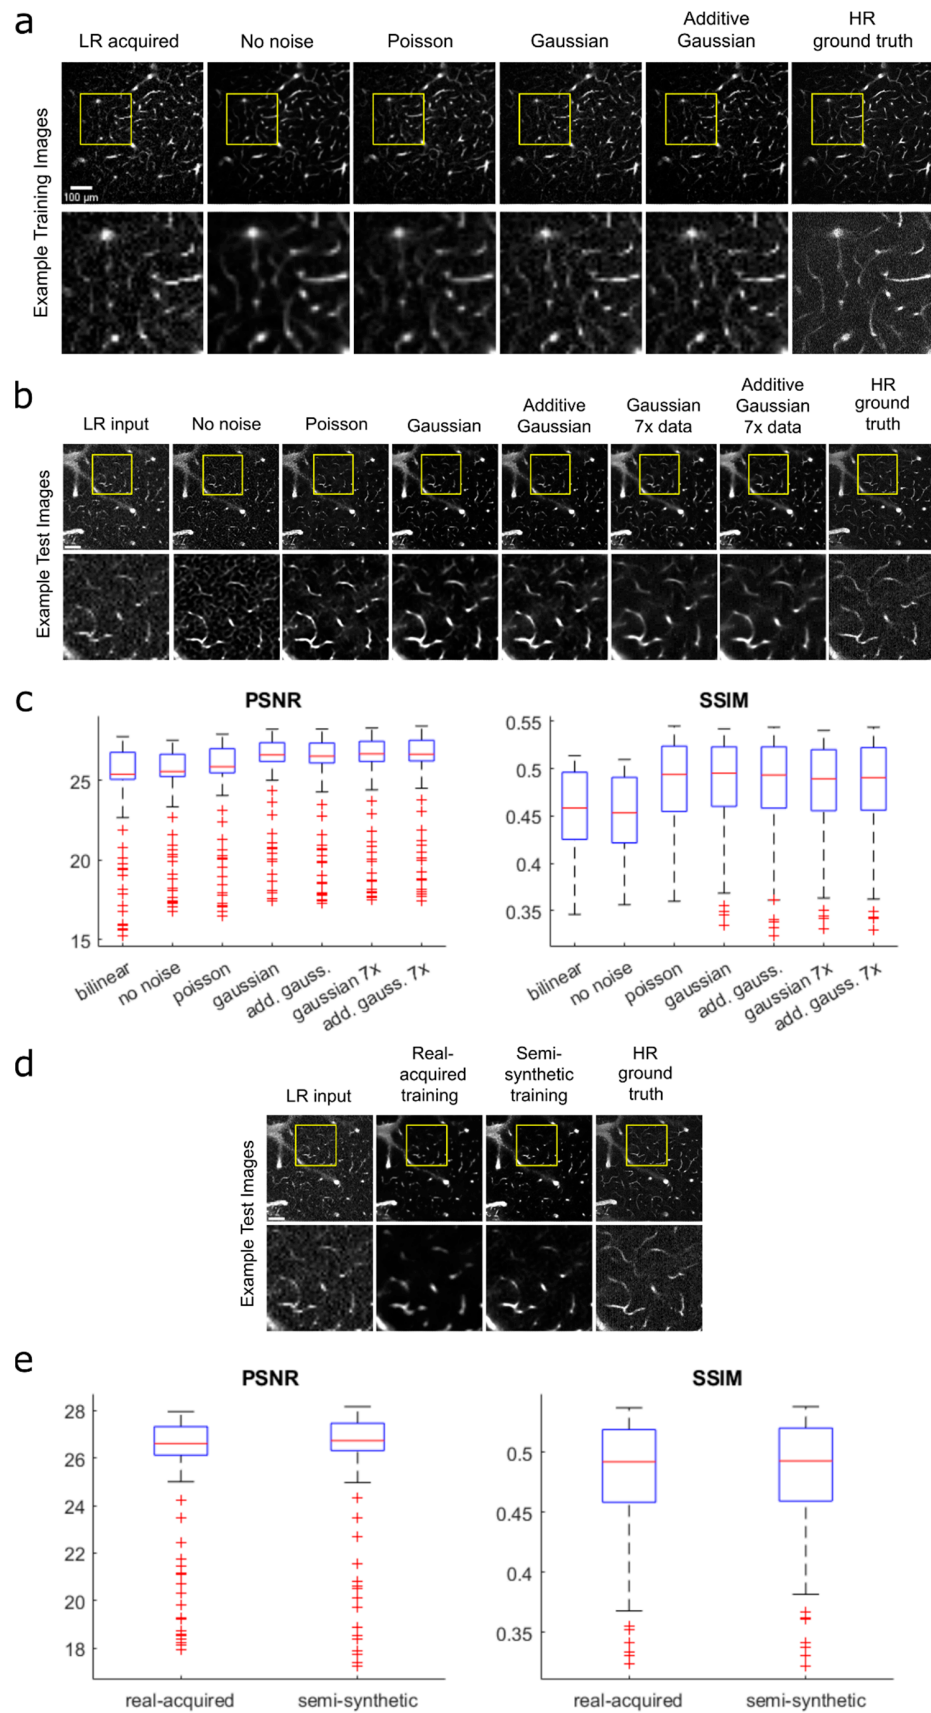 a
LR acquired
No noise
Poisson
Gaussian
Additive
Gaussian
HR
ground truth
Example Training Images
100 µm
b
LR input
No noise
Poisson
Gaussian
Additive
Gaussian
Gaussian
7x data
Additive
Gaussian
7x data
HR
ground
truth
Example Test Images
c
PSNR
25
20
15
bilinear
no noise
poisson
gaussian
add. gauss.
gaussian 7x
add. gauss. 7x
SSIM
0.55
0.5
0.45
0.4
0.35
bilinear
no noise
poisson
gaussian
add. gauss.
gaussian 7x
add. gauss. 7x
d
LR input
Real-
acquired
training
Semi-
synthetic
training
HR
ground
truth
Example Test Images
e
PSNR
28
26
24
22
20
18
real-acquired
semi-synthetic
SSIM
0.5
0.45
0.4
0.35
real-acquired
semi-synthetic